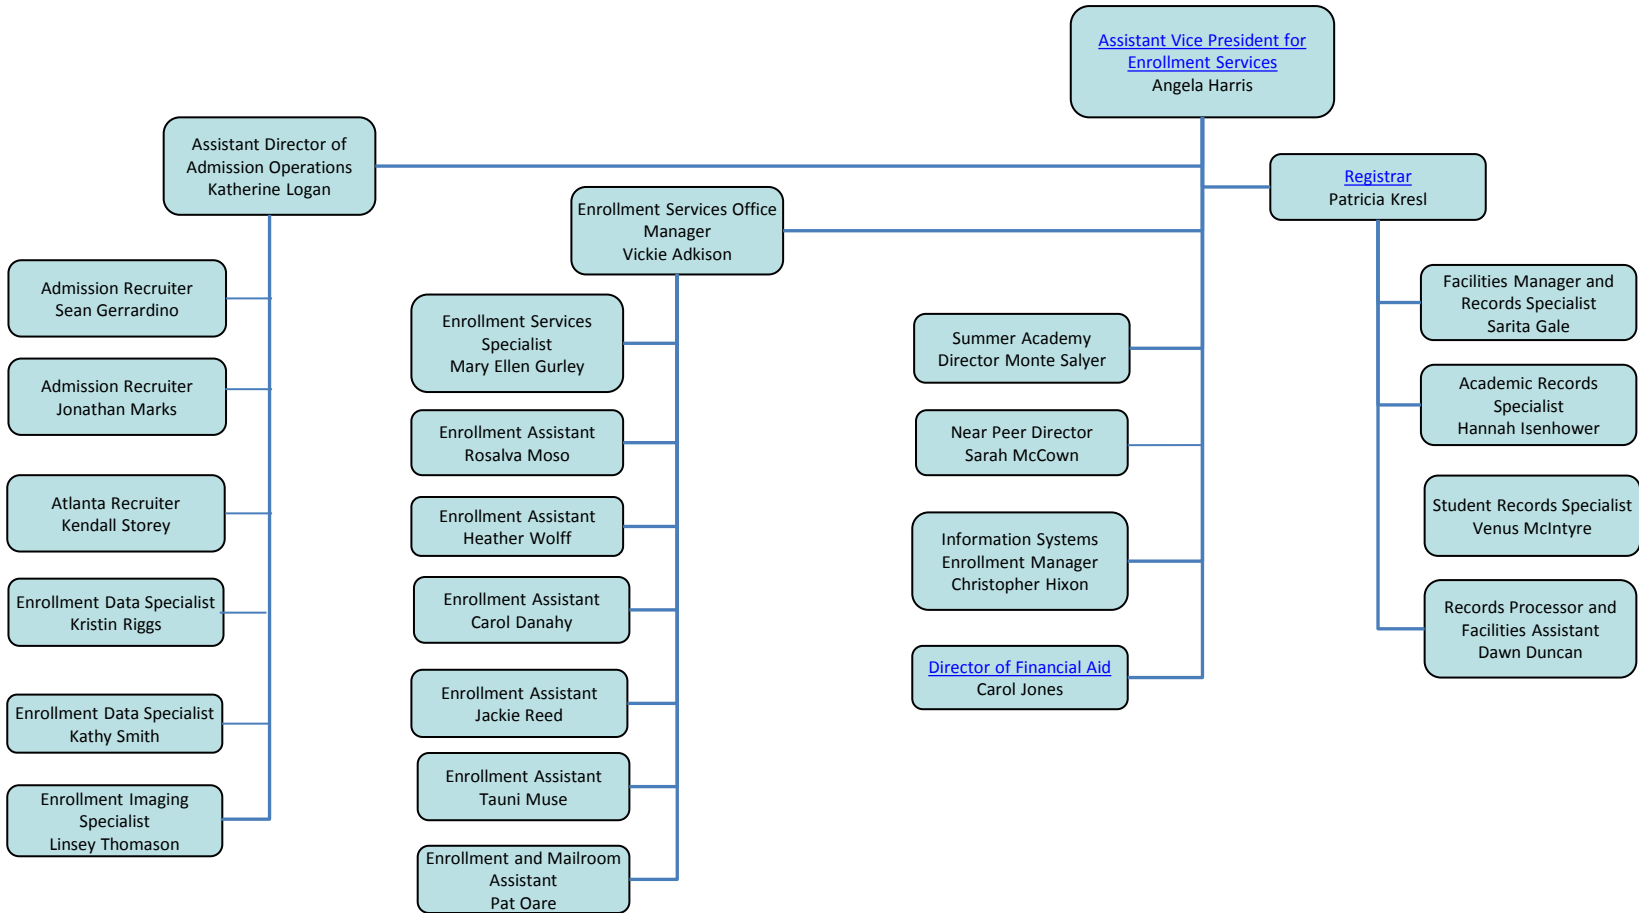 Assistant Vice President for
Enrollment Services
Angela Harris
Assistant Director of
Admission Operations
Katherine Logan
Registrar
Patricia Kresl
Enrollment Services Office
Manager
Vickie Adkison
Admission Recruiter
Sean Gerrardino
Admission Recruiter
Jonathan Marks
Atlanta Recruiter
Kendall Storey
Enrollment Data Specialist
Kristin Riggs
Enrollment Data Specialist
Kathy Smith
Enrollment Imaging
Specialist
Linsey Thomason
Enrollment Services
Specialist
Mary Ellen Gurley
Enrollment Assistant
Rosalva Moso
Enrollment Assistant
Heather Wolff
Enrollment Assistant
Carol Danahy
Enrollment Assistant
Jackie Reed
Enrollment Assistant
Tauni Muse
Enrollment and Mailroom
Assistant
Pat Oare
Summer Academy
Director Monte Salyer
Near Peer Director
Sarah McCown
Information Systems
Enrollment Manager
Christopher Hixon
Director of Financial Aid
Carol Jones
Facilities Manager and
Records Specialist
Sarita Gale
Academic Records
Specialist
Hannah Isenhower
Student Records Specialist
Venus McIntyre
Records Processor and
Facilities Assistant
Dawn Duncan